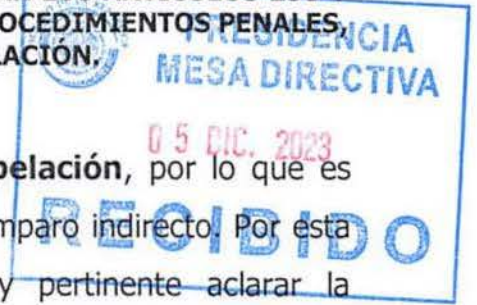 OCEDIMIENTOS PENALES,
LACIÓN.
PRESIDENCIA
MESA DIRECTIVA
05 DIC. 2023
pelación, por lo que es
RECIBIDO
mparo indirecto. Por esta
y pertinente aclarar la